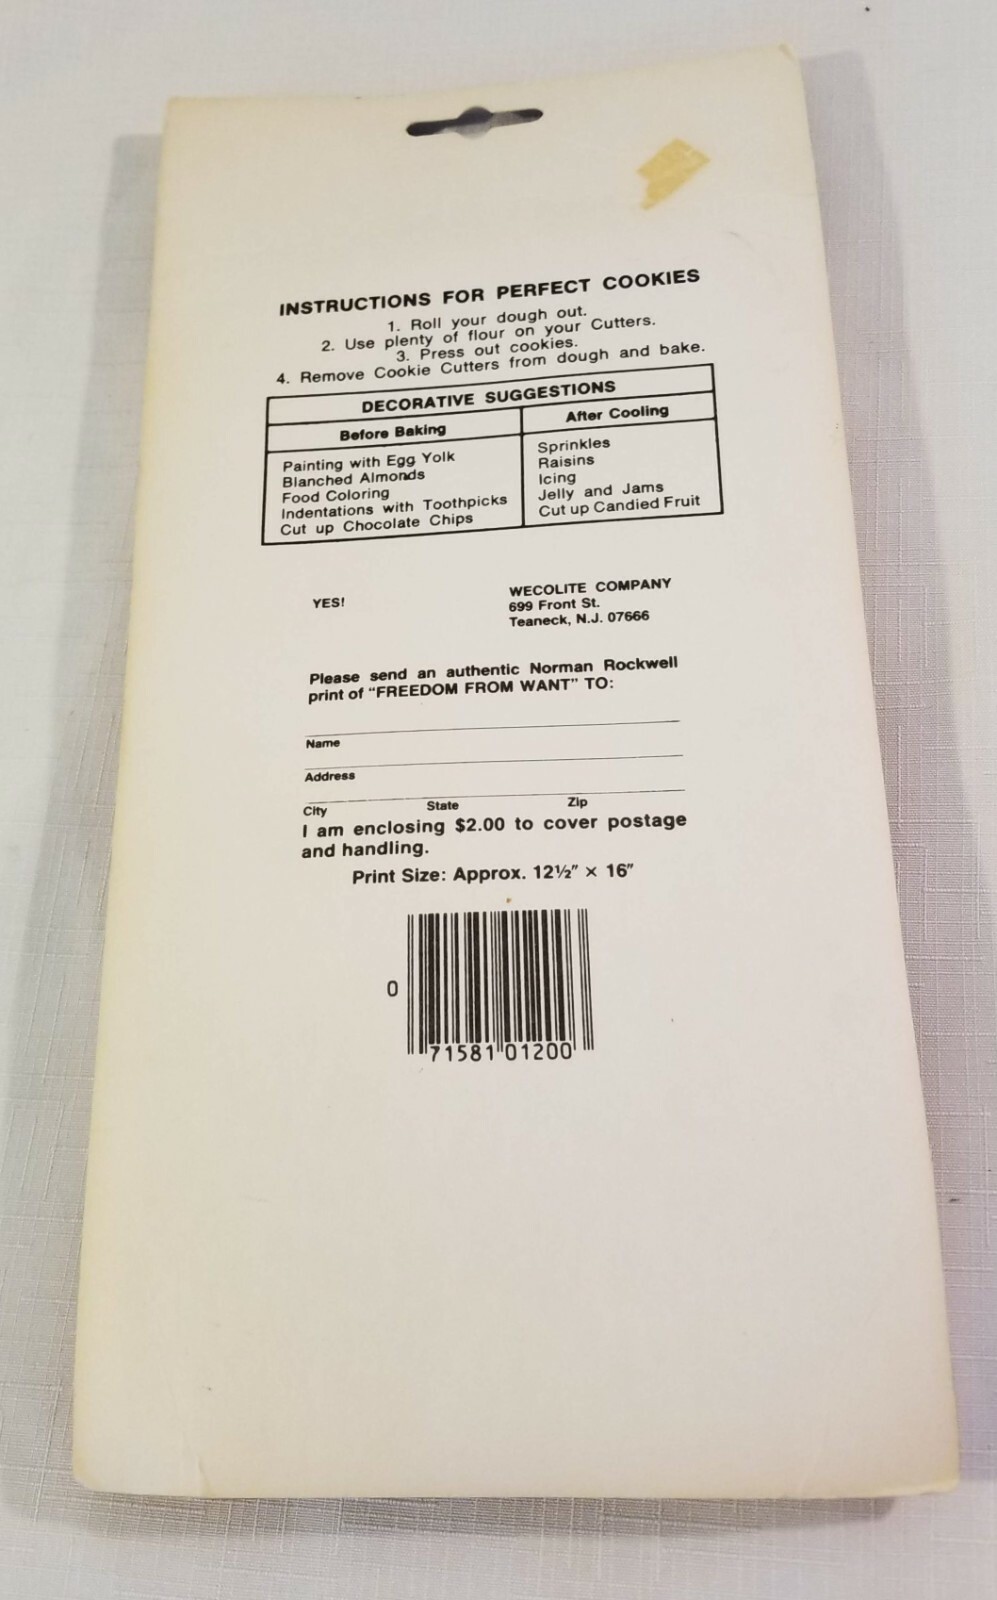 INSTRUCTIONS FOR PERFECT COOKIES
1. Roll your dough out.
2. Use plenty of flour on your Cutters.
3. Press out cookies.
4. Remove Cookie Cutters from dough and bake.
DECORATIVE SUGGESTIONS
Before Baking
Painting with Egg Yolk
Blanched Almonds
Food Coloring
Indentations with Toothpicks
Cut up Chocolate Chips
After Cooling
Sprinkles
Raisins
Icing
Jelly and Jams
Cut up Candied Fruit
YES!
WECOLITE COMPANY
699 Front St.
Teaneck, N.J. 07666
Please send an authentic Norman Rockwell
print of "FREEDOM FROM WANT" TO:
Name
Address
City State Zip
I am enclosing $2.00 to cover postage
and handling.
Print Size: Approx. 12½" × 16"
0 71581 01200